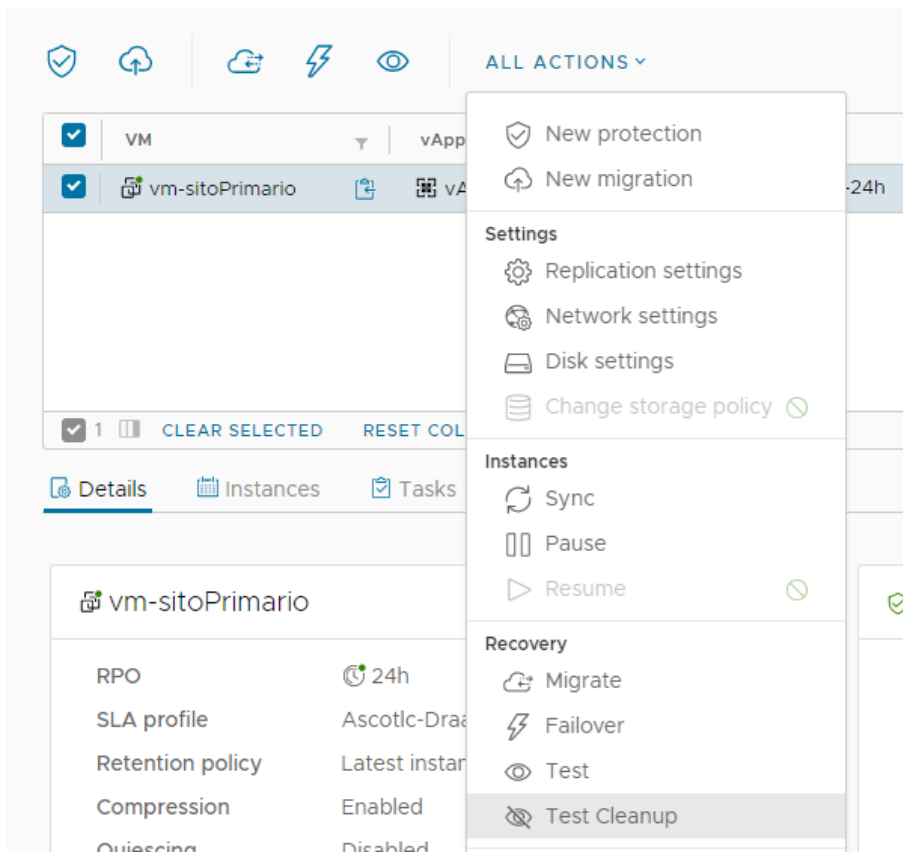 ALL ACTIONS
VM
vApp
vm-sitoPrimario
-24h
1
CLEAR SELECTED
RESET COL
Details
Instances
Tasks
vm-sitoPrimario
RPO
24h
SLA profile
Ascotlc-Draa
Retention policy
Latest instan
Compression
Enabled
Quiescing
Disabled
New protection
New migration
Settings
Replication settings
Network settings
Disk settings
Change storage policy
Instances
Sync
Pause
Resume
Recovery
Migrate
Failover
Test
Test Cleanup